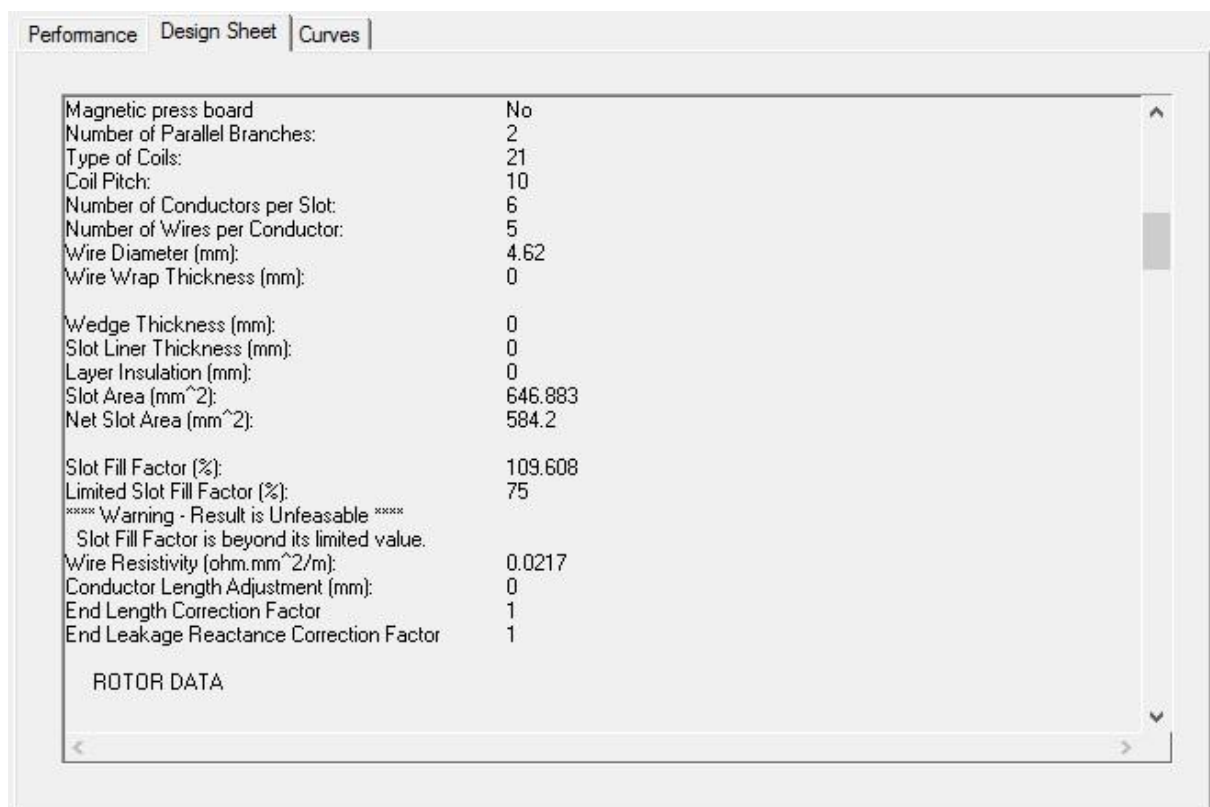 Performance Design Sheet Curves
Magnetic press board No
Number of Parallel Branches: 2
Type of Coils: 21
Coil Pitch: 10
Number of Conductors per Slot: 6
Number of Wires per Conductor: 5
Wire Diameter (mm): 4.62
Wire Wrap Thickness (mm): 0
Wedge Thickness (mm): 0
Slot Liner Thickness (mm): 0
Layer Insulation (mm): 0
Slot Area (mm^2): 646.883
Net Slot Area (mm^2): 584.2
Slot Fill Factor (%): 109.608
Limited Slot Fill Factor (%): 75
**** Warning - Result is Unfeasable ****
Slot Fill Factor is beyond its limited value.
Wire Resistivity (ohm.mm^2/m): 0.0217
Conductor Length Adjustment (mm): 0
End Length Correction Factor 1
End Leakage Reactance Correction Factor 1
ROTOR DATA